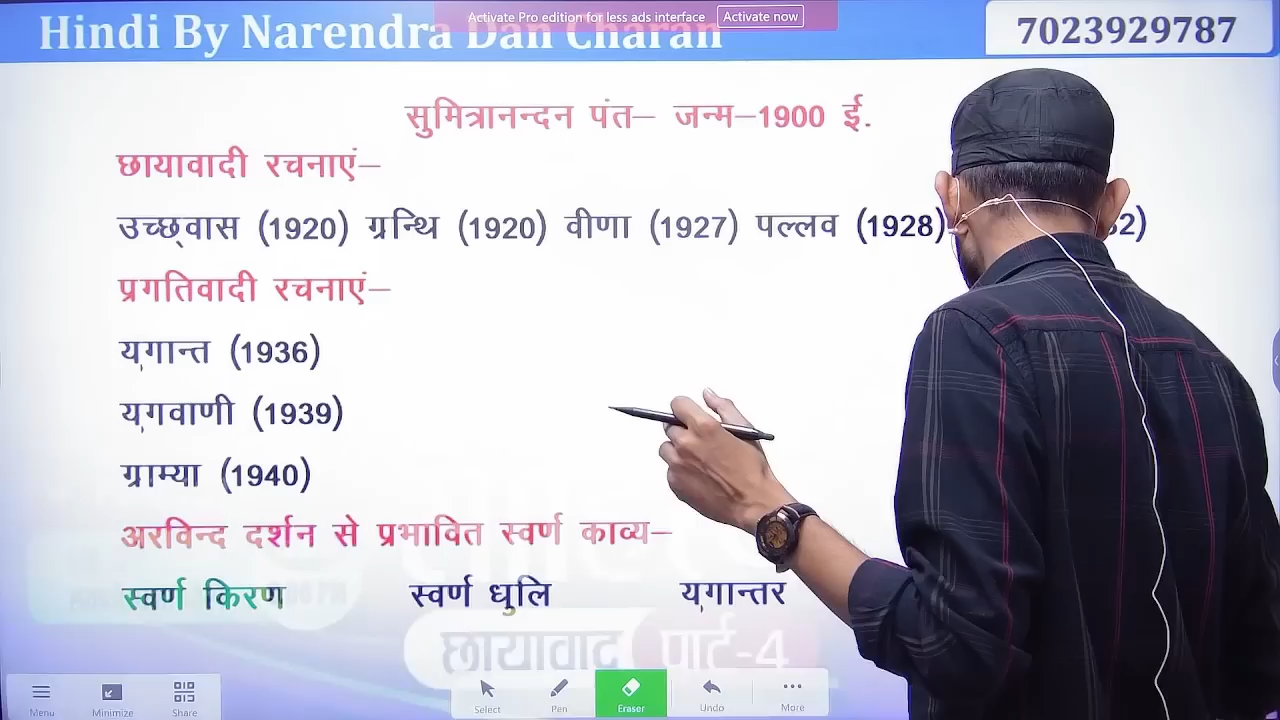 Hindi By Narendra Dan Charan
Activate Pro edition for less ads interface Activate now
7023929787
सुमित्रानन्दन पंत– जन्म–1900 ई.
छायावादी रचनाएं–
उच्छ्वास (1920) ग्रन्थि (1920) वीणा (1927) पल्लव (1928) 32)
प्रगतिवादी रचनाएं–
युगान्त (1936)
युगवाणी (1939)
ग्राम्या (1940)
अरविन्द दर्शन से प्रभावित स्वर्ण काव्य–
स्वर्ण किरण स्वर्ण धुलि युगान्तर
छायावाद पार्ट-4
Menu Minimize Share Select Pen Eraser Undo More